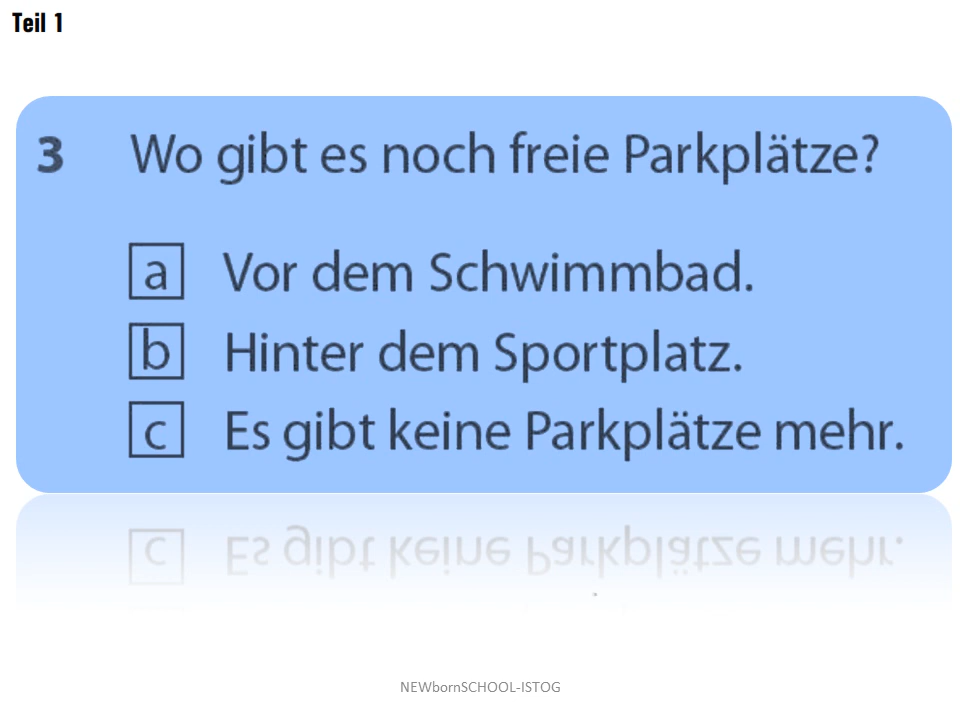 Teil 1
3 Wo gibt es noch freie Parkplätze?
a Vor dem Schwimmbad.
b Hinter dem Sportplatz.
c Es gibt keine Parkplätze mehr.
NEWbornSCHOOL-ISTOG